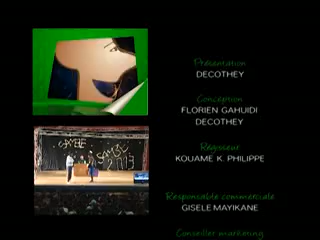 Présentation
DECOTHEY
Conception
FLORIEN GAHUIDI
DECOTHEY
Régisseur
KOUAME K. PHILIPPE
Responsable commerciale
GISELE MAYIKANE
Conseiller marketing